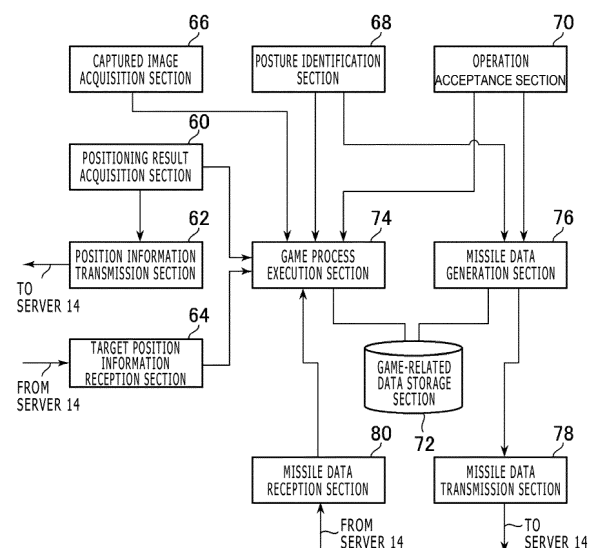 66
68
70
CAPTURED IMAGE
ACQUISITION SECTION
POSTURE IDENTIFICATION
SECTION
OPERATION
ACCEPTANCE SECTION
60
POSITIONING RESULT
ACQUISITION SECTION
62
74
76
POSITION INFORMATION
TRANSMISSION SECTION
GAME PROCESS
EXECUTION SECTION
MISSILE DATA
GENERATION SECTION
TO
SERVER 14
64
TARGET POSITION
INFORMATION
RECEPTION SECTION
FROM
SERVER 14
GAME-RELATED
DATA STORAGE
SECTION
72
80
78
MISSILE DATA
RECEPTION SECTION
MISSILE DATA
TRANSMISSION SECTION
FROM
SERVER 14
TO
SERVER 14